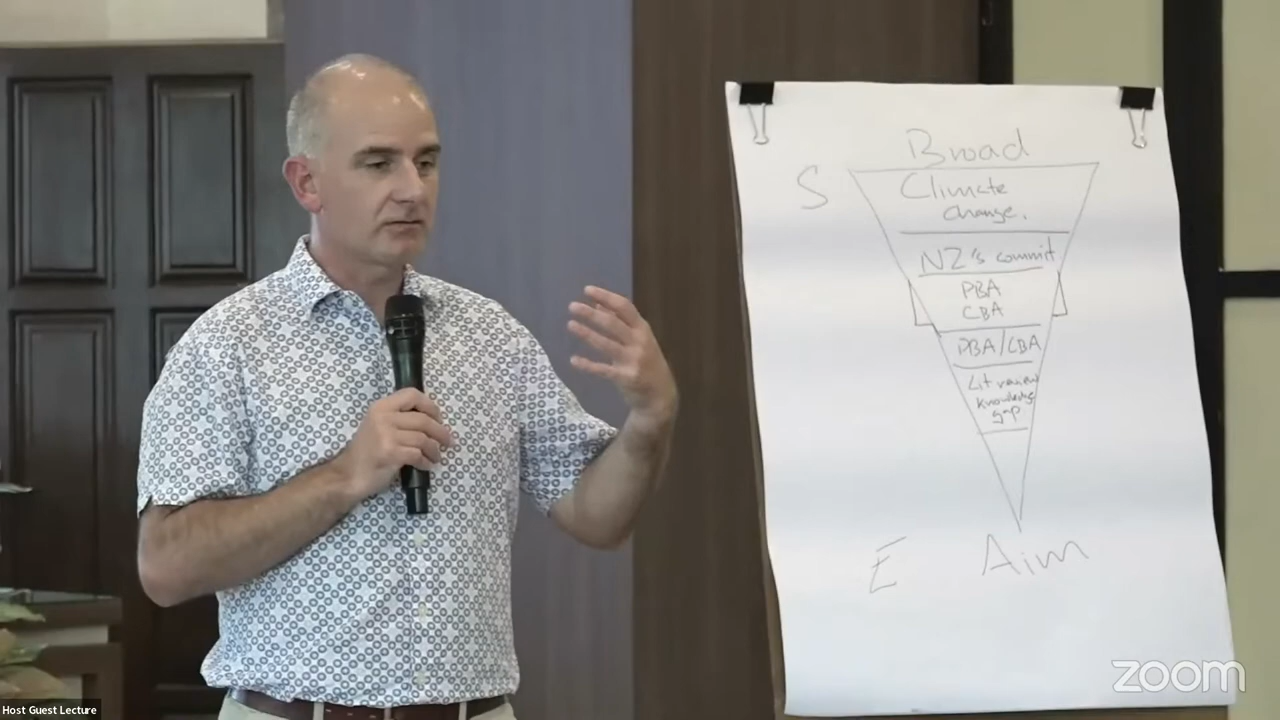 Broad
S
Climate
change.
NZ's commit
PBA
CBA
PBA/CBA
Lit review
knowledge
gap
E
Aim
zoom
Host Guest Lecture